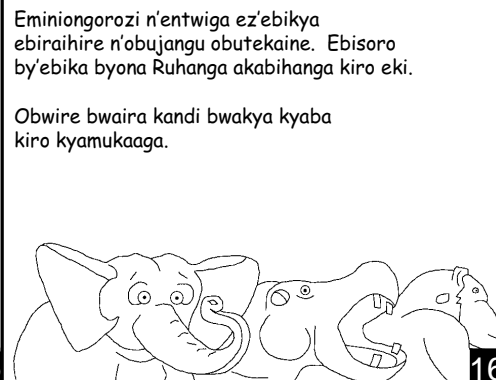 Eminiongorozi n'entwiga ez'ebikya
ebiraihire n'obujangu obutekaine. Ebisoro
by'ebika byona Ruhanga akabihanga kiro eki.
Obwire bwaira kandi bwakya kyaba
kiro kyamukaaga.
16